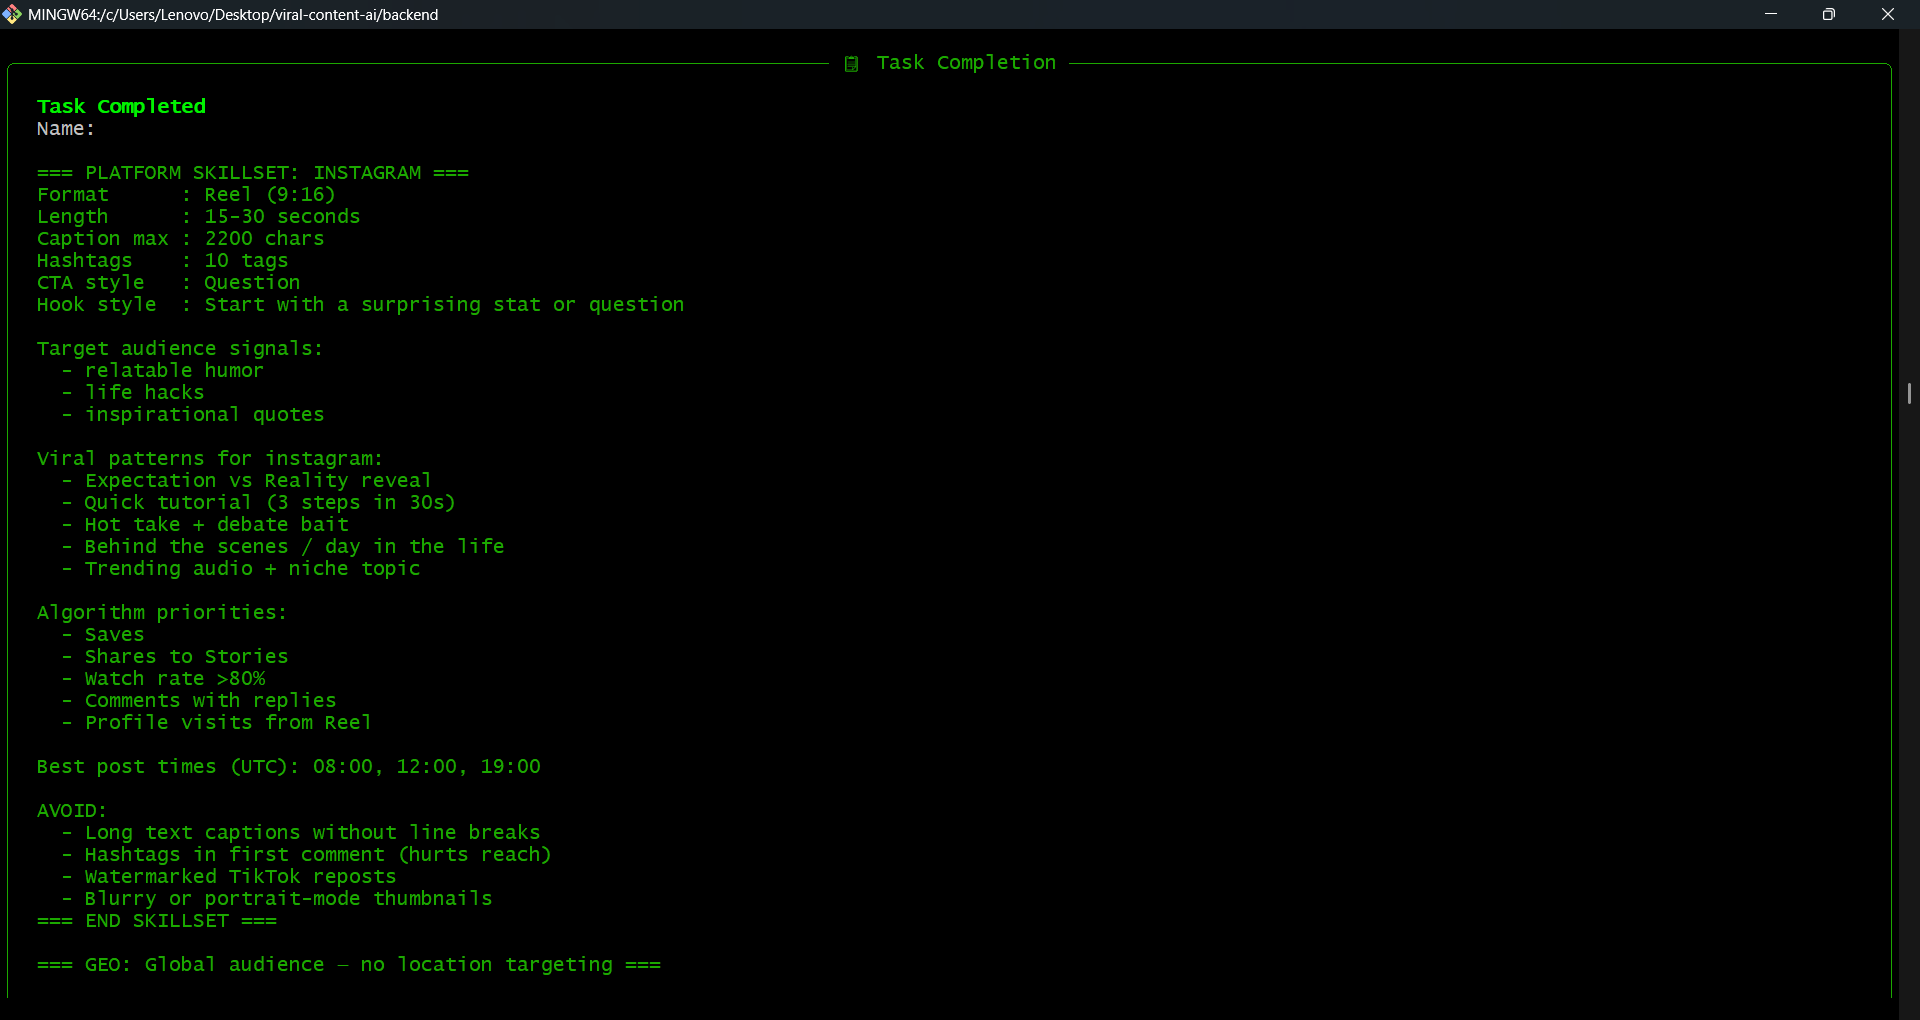 MINGW64:/c/Users/Lenovo/Desktop/viral-content-ai/backend
Task Completion
Task Completed
Name:
=== PLATFORM SKILLSET: INSTAGRAM ===
Format      : Reel (9:16)
Length      : 15-30 seconds
Caption max : 2200 chars
Hashtags    : 10 tags
CTA style   : Question
Hook style  : Start with a surprising stat or question
Target audience signals:
- relatable humor
- life hacks
- inspirational quotes
Viral patterns for instagram:
- Expectation vs Reality reveal
- Quick tutorial (3 steps in 30s)
- Hot take + debate bait
- Behind the scenes / day in the life
- Trending audio + niche topic
Algorithm priorities:
- Saves
- Shares to Stories
- Watch rate >80%
- Comments with replies
- Profile visits from Reel
Best post times (UTC): 08:00, 12:00, 19:00
AVOID:
- Long text captions without line breaks
- Hashtags in first comment (hurts reach)
- Watermarked TikTok reposts
- Blurry or portrait-mode thumbnails
=== END SKILLSET ===
=== GEO: Global audience — no location targeting ===